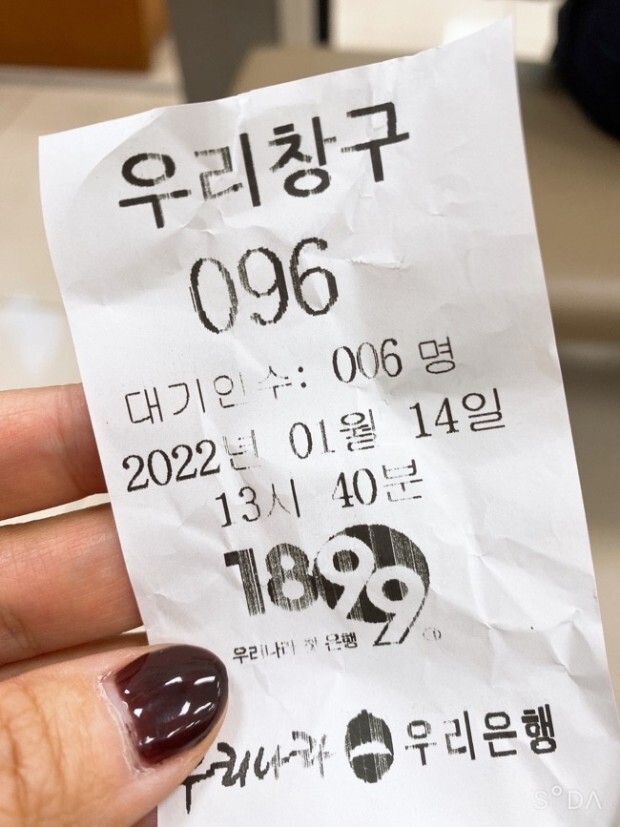 우리창구
096
대기인수: 006 명
2022년 01월 14일
13시 40분
1899
우리나라 첫 은행
우리나라 우리은행
SODA